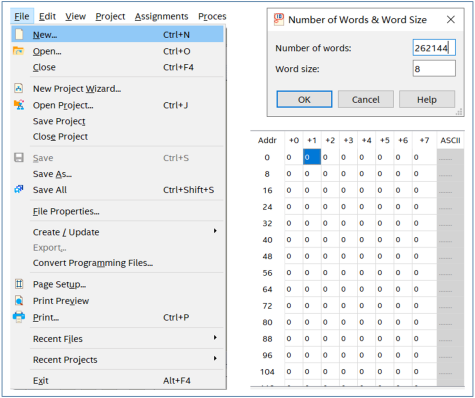 File Edit View Project Assignments Proces
New... Ctrl+N
Open... Ctrl+O
Close Ctrl+F4
New Project Wizard...
Open Project... Ctrl+J
Save Project
Close Project
Save Ctrl+S
Save As...
Save All Ctrl+Shift+S
File Properties...
Create / Update
Export...
Convert Programming Files...
Page Setup...
Print Preview
Print... Ctrl+P
Recent Files
Recent Projects
Exit Alt+F4
Number of Words & Word Size
Number of words: 262144
Word size: 8
OK Cancel Help
Addr +0 +1 +2 +3 +4 +5 +6 +7 ASCII
0 0 0 0 0 0 0 0 0 ........
8 0 0 0 0 0 0 0 0 ........
16 0 0 0 0 0 0 0 0 ........
24 0 0 0 0 0 0 0 0 ........
32 0 0 0 0 0 0 0 0 ........
40 0 0 0 0 0 0 0 0 ........
48 0 0 0 0 0 0 0 0 ........
56 0 0 0 0 0 0 0 0 ........
64 0 0 0 0 0 0 0 0 ........
72 0 0 0 0 0 0 0 0 ........
80 0 0 0 0 0 0 0 0 ........
88 0 0 0 0 0 0 0 0 ........
96 0 0 0 0 0 0 0 0 ........
104 0 0 0 0 0 0 0 0 ........